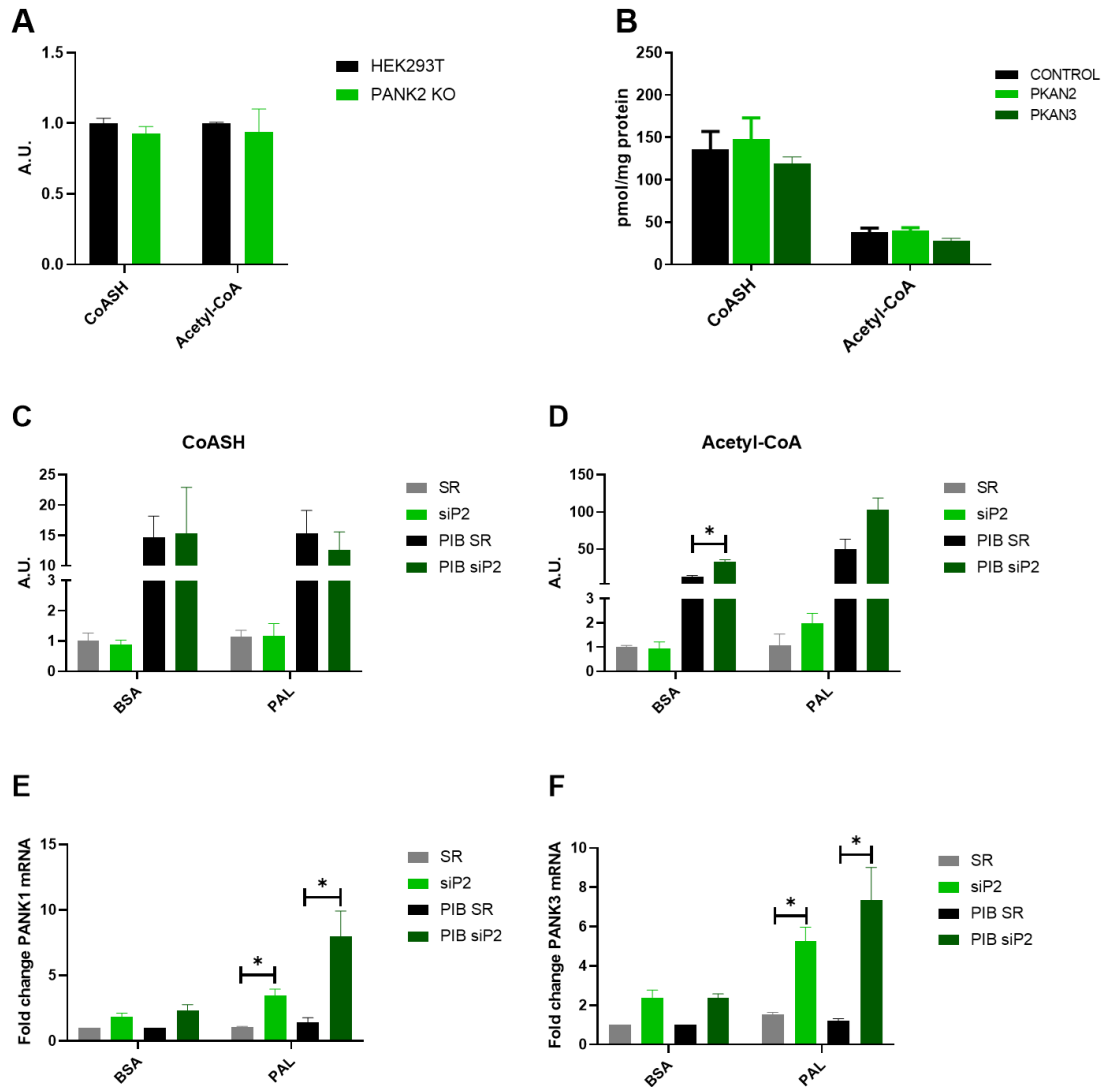 A
1.5
1.0
0.5
0.0
A.U.
CoASH
Acetyl-CoA
HEK293T
PANK2 KO
B
250
200
150
100
50
0
pmol/mg protein
CoASH
Acetyl-CoA
CONTROL
PKAN2
PKAN3
C
CoASH
25
20
15
10
3
2
1
0
A.U.
BSA
PAL
SR
siP2
PIB SR
PIB siP2
D
Acetyl-CoA
150
100
50
3
2
1
0
A.U.
*
BSA
PAL
SR
siP2
PIB SR
PIB siP2
E
15
10
5
0
Fold change PANK1 mRNA
*
*
BSA
PAL
SR
siP2
PIB SR
PIB siP2
F
10
8
6
4
2
0
Fold change PANK3 mRNA
*
*
BSA
PAL
SR
siP2
PIB SR
PIB siP2